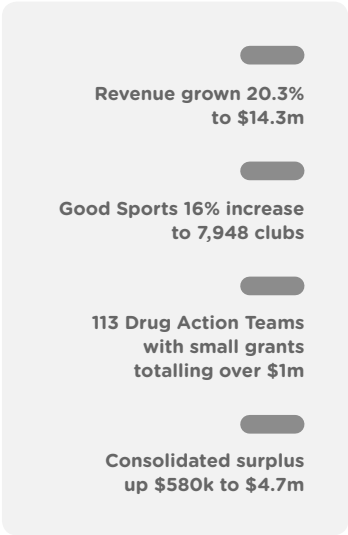 Revenue grown 20.3%
to $14.3m
Good Sports 16% increase
to 7,948 clubs
113 Drug Action Teams
with small grants
totalling over $1m
Consolidated surplus
up $580k to $4.7m